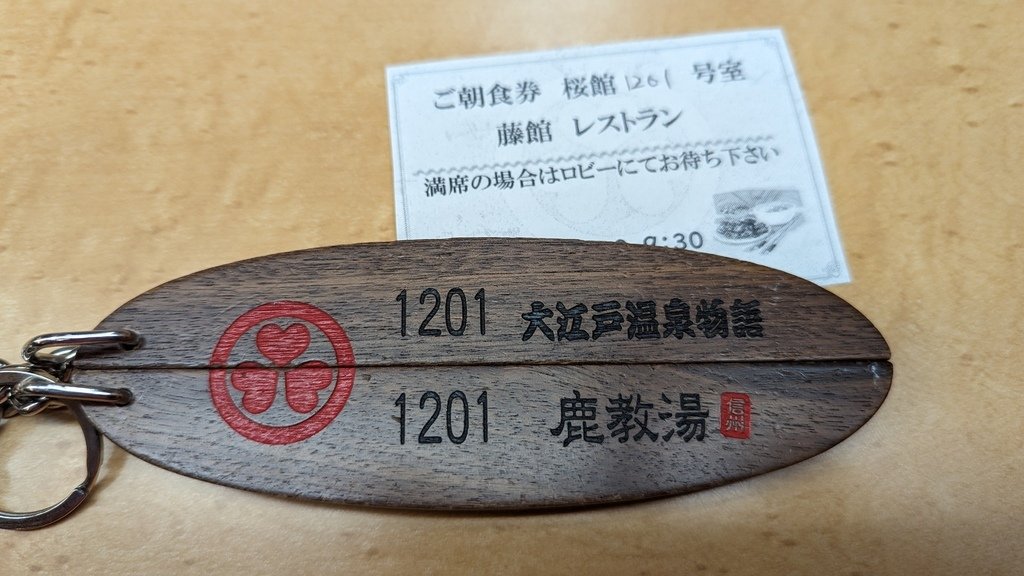 ご朝食券 桜館 1201 号室
藤館 レストラン
満席の場合はロビーにてお待ち下さい
9:30
1201 大江戸温泉物語
1201 鹿教湯 信州